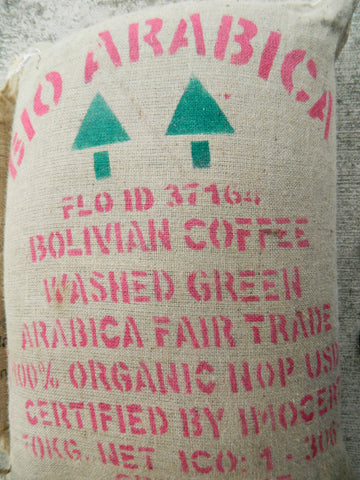 BIO ARABICA
FLO ID 37164
BOLIVIAN COFFEE
WASHED GREEN
ARABICA FAIR TRADE
100% ORGANIC NOP USDA
CERTIFIED BY IMOCERT
70KG. NET ICO: 1 - 306